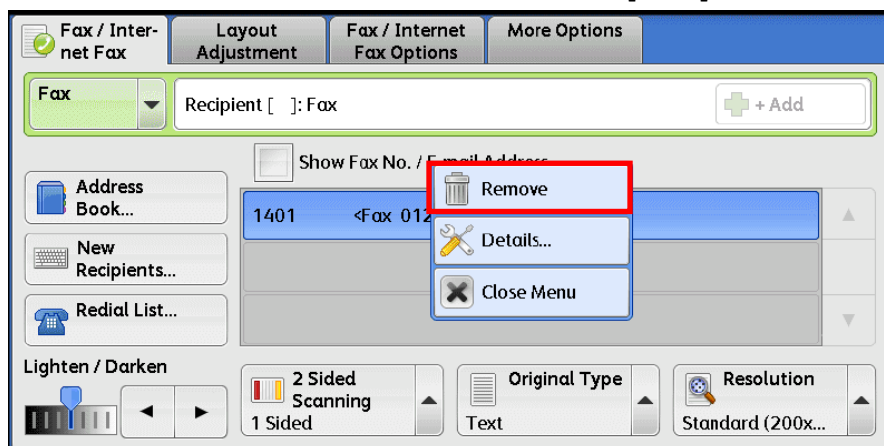 Fax / Inter-
net Fax
Layout
Adjustment
Fax / Internet
Fax Options
More Options
Fax
Recipient [ ]: Fax
+ Add
Show Fax No. / E-mail Address
Address
Book...
1401 <Fax 012
Remove
Details...
Close Menu
New
Recipients...
Redial List...
Lighten / Darken
2 Sided
Scanning
1 Sided
Original Type
Text
Resolution
Standard (200x...